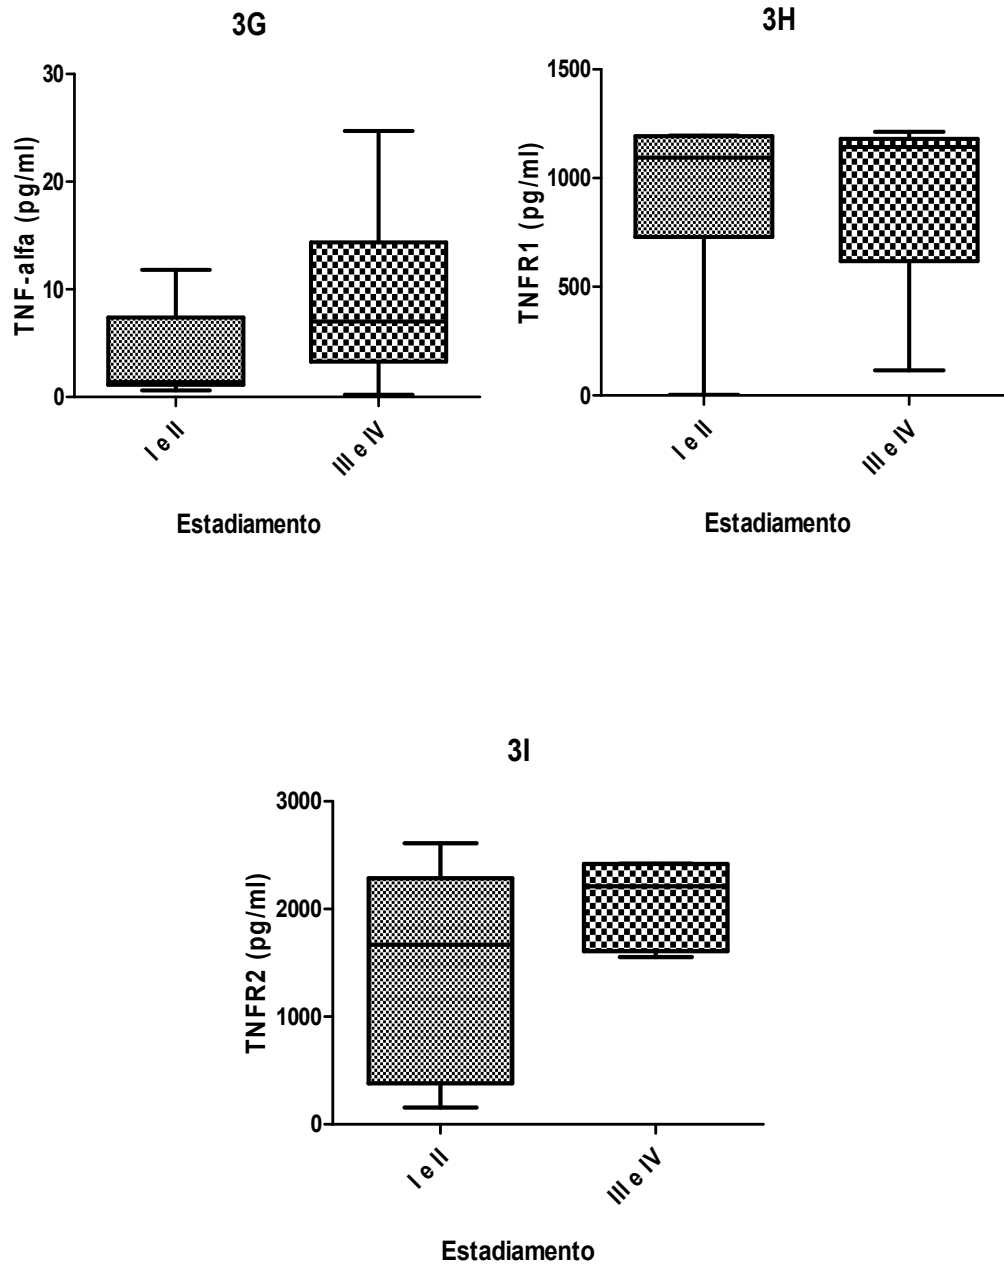 3G
30
20
10
0
TNF-alfa (pg/ml)
I e II
III e IV
Estadiamento
3H
1500
1000
500
0
TNFR1 (pg/ml)
I e II
III e IV
Estadiamento
3I
3000
2000
1000
0
TNFR2 (pg/ml)
I e II
III e IV
Estadiamento